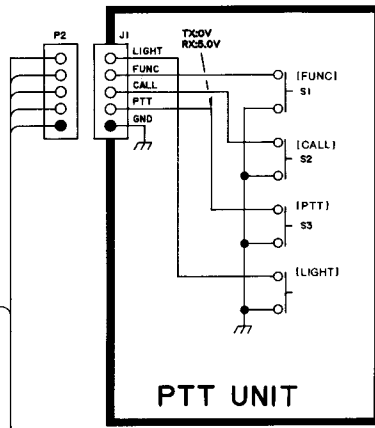 P2
J1
TX:0V
RX:5.0V
LIGHT
FUNC
CALL
PTT
GND
[FUNC]
S1
[CALL]
S2
[PTT]
S3
[LIGHT]
PTT UNIT